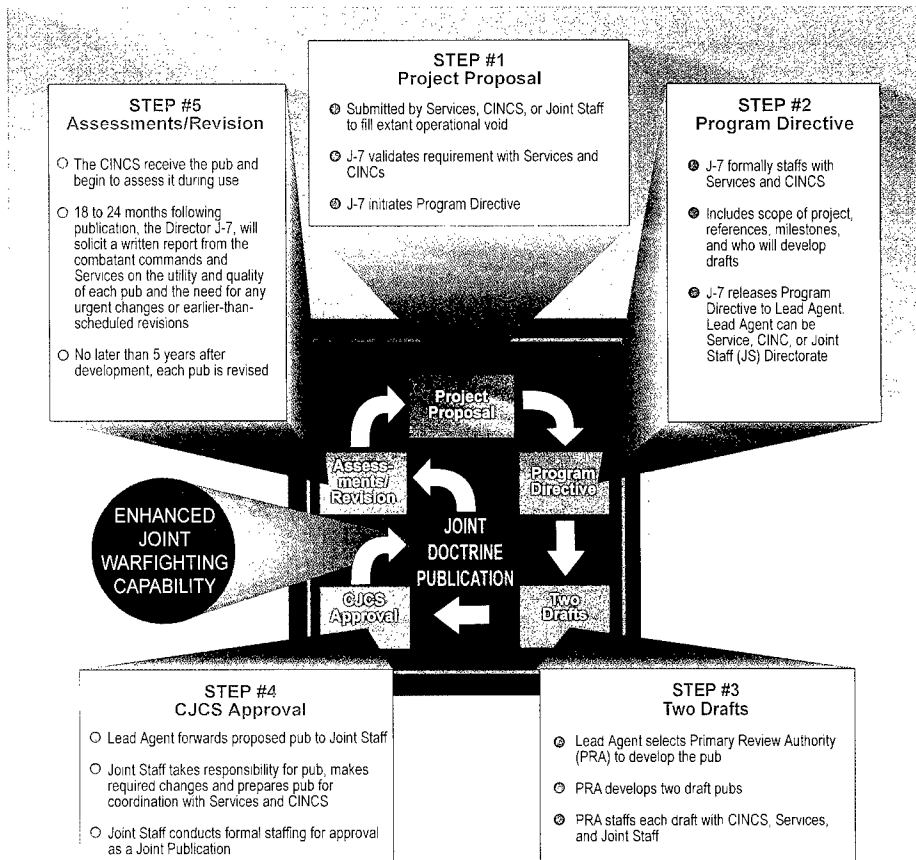 STEP #1
Project Proposal
Submitted by Services, CINCS, or Joint Staff
to fill extant operational void
J-7 validates requirement with Services and
CINCs
J-7 initiates Program Directive
STEP #2
Program Directive
J-7 formally staffs with
Services and CINCS
Includes scope of project,
references, milestones,
and who will develop
drafts
J-7 releases Program
Directive to Lead Agent.
Lead Agent can be
Service, CINC, or Joint
Staff (JS) Directorate
STEP #5
Assessments/Revision
The CINCS receive the pub and
begin to assess it during use
18 to 24 months following
publication, the Director J-7, will
solicit a written report from the
combatant commands and
Services on the utility and quality
of each pub and the need for any
urgent changes or earlier-than-
scheduled revisions
No later than 5 years after
development, each pub is revised
Project
Proposal
Assess-
ments/
Revision
Program
Directive
ENHANCED
JOINT
WARFIGHTING
CAPABILITY
JOINT
DOCTRINE
PUBLICATION
CJCS
Approval
Two
Drafts
STEP #4
CJCS Approval
Lead Agent forwards proposed pub to Joint Staff
Joint Staff takes responsibility for pub, makes
required changes and prepares pub for
coordination with Services and CINCS
Joint Staff conducts formal staffing for approval
as a Joint Publication
STEP #3
Two Drafts
Lead Agent selects Primary Review Authority
(PRA) to develop the pub
PRA develops two draft pubs
PRA staffs each draft with CINCS, Services,
and Joint Staff